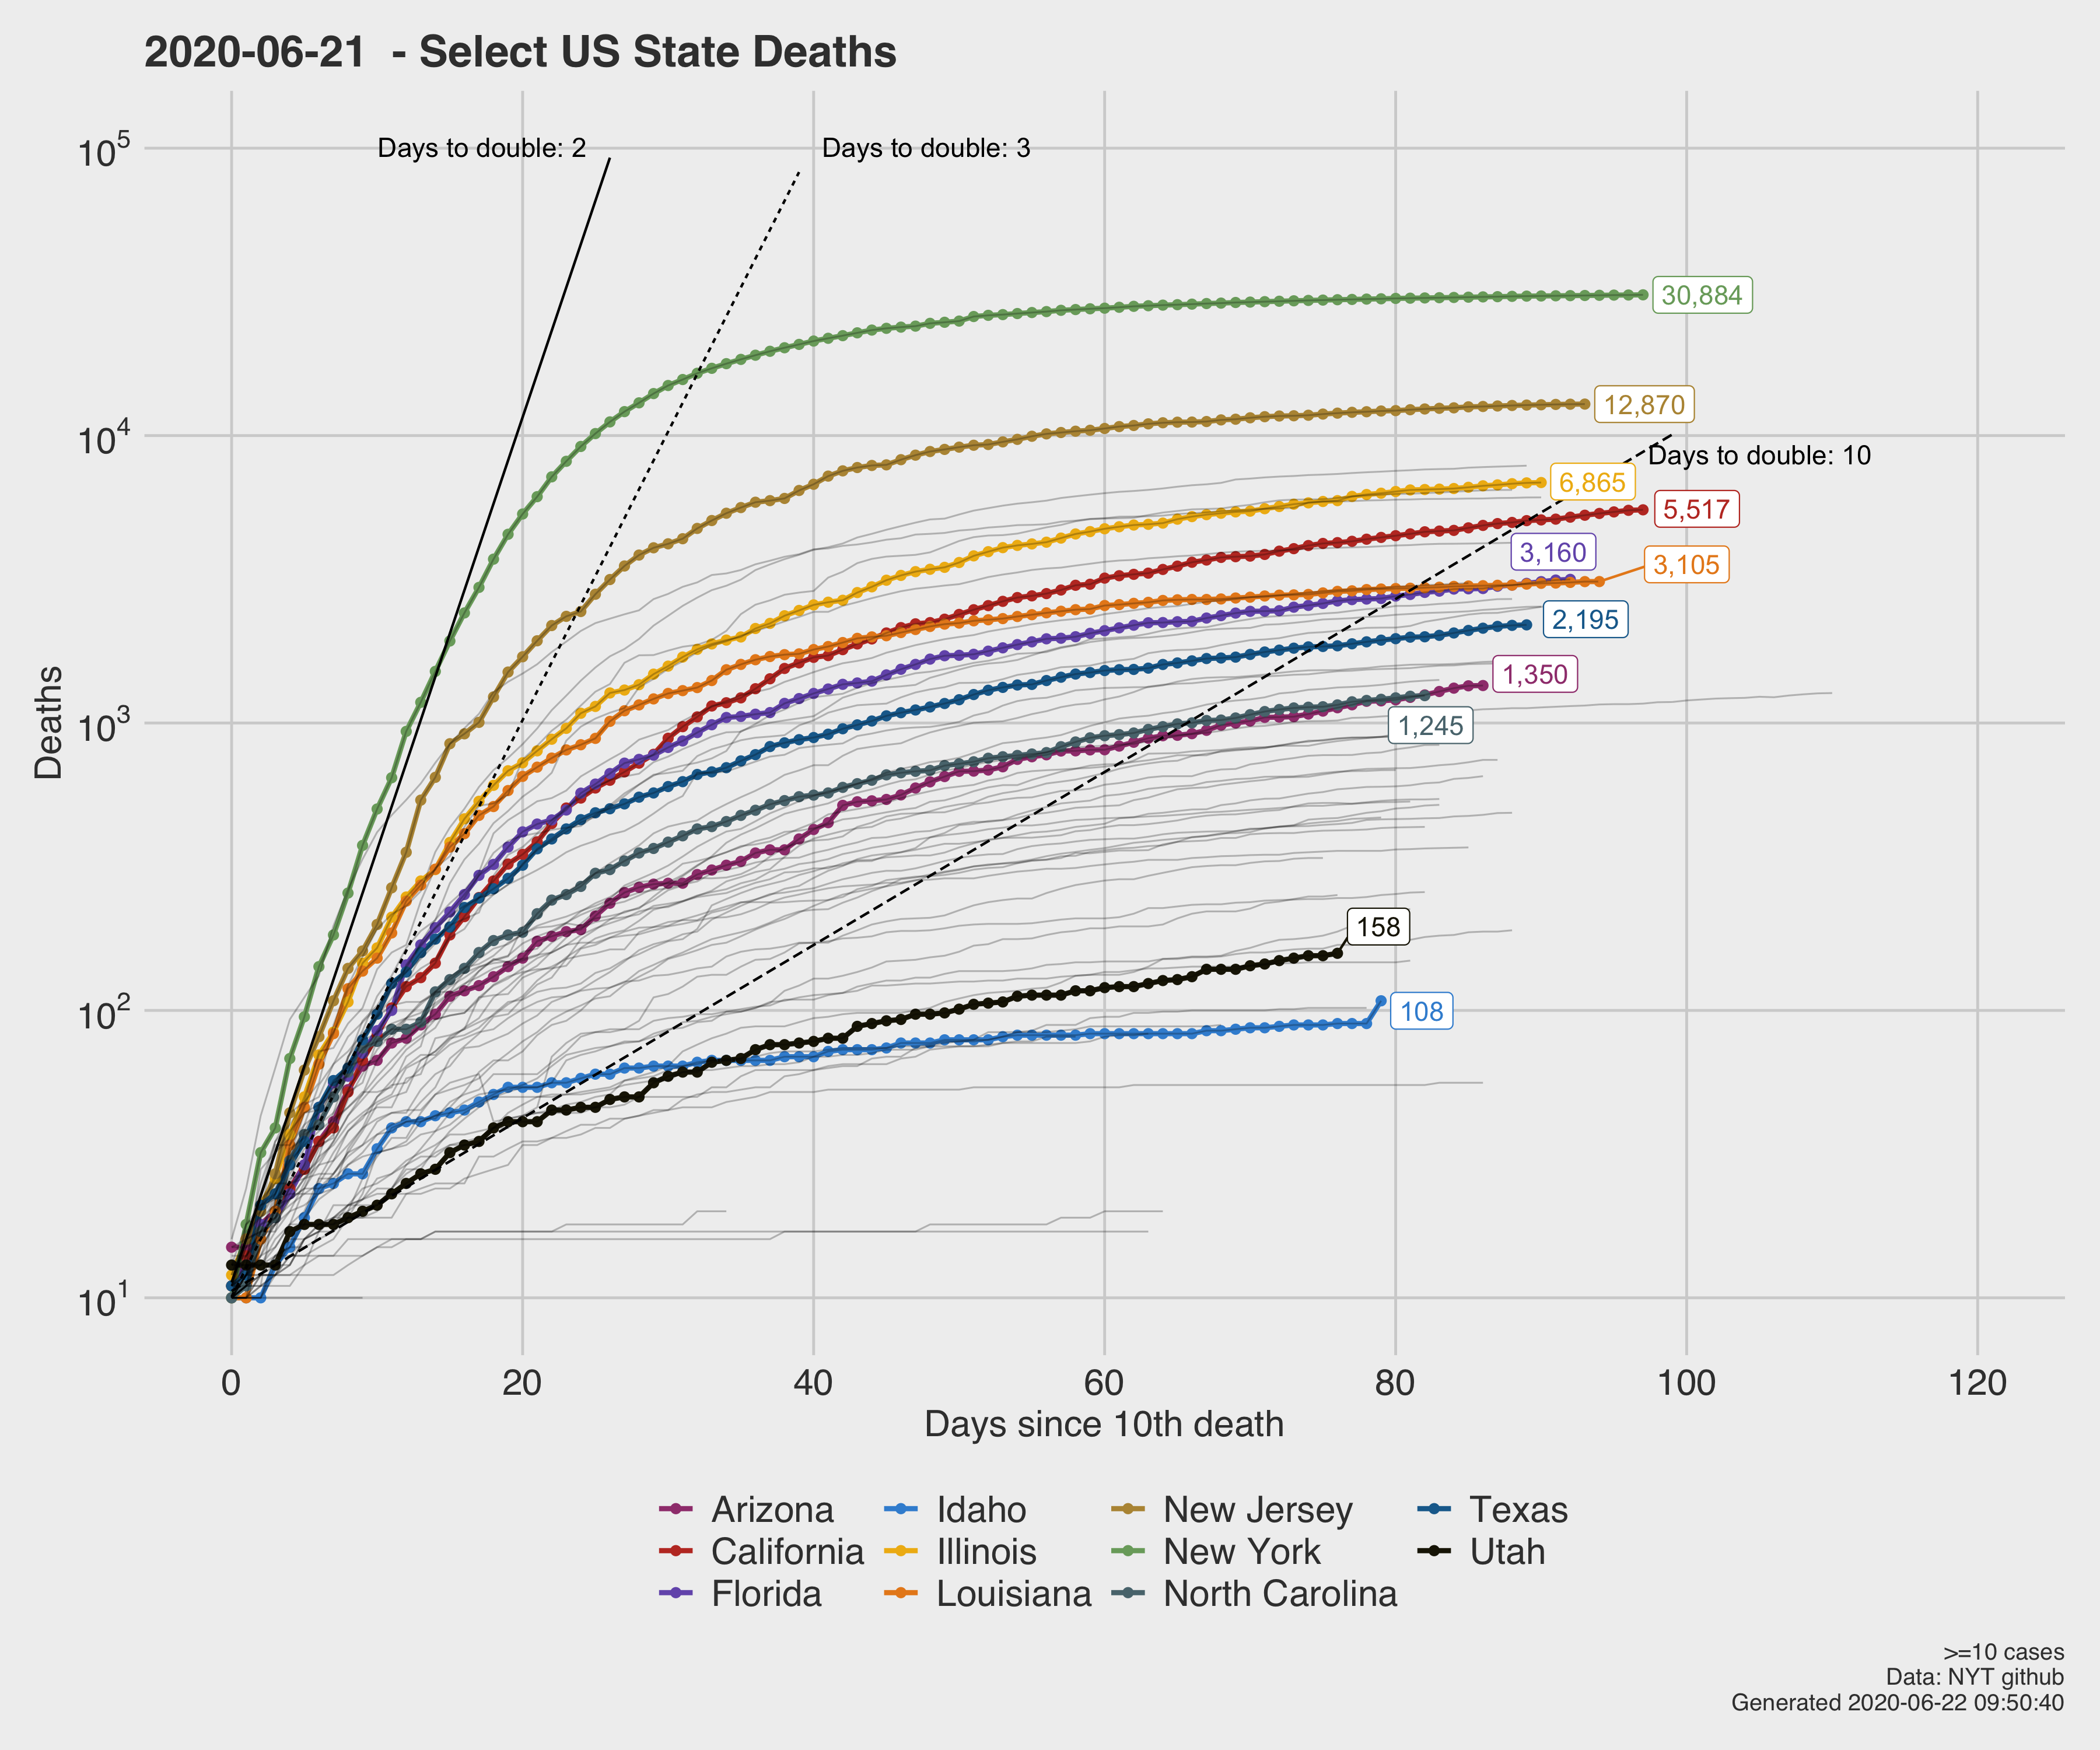 2020-06-21 - Select US State Deaths
Days to double: 2
Days to double: 3
10^5
30,884
12,870
10^4
Days to double: 10
6,865
5,517
3,160
3,105
2,195
1,350
10^3
1,245
158
10^2
108
10^1
Deaths
0 20 40 60 80 100 120
Days since 10th death
Arizona Idaho New Jersey Texas
California Illinois New York Utah
Florida Louisiana North Carolina
>=10 cases
Data: NYT github
Generated 2020-06-22 09:50:40